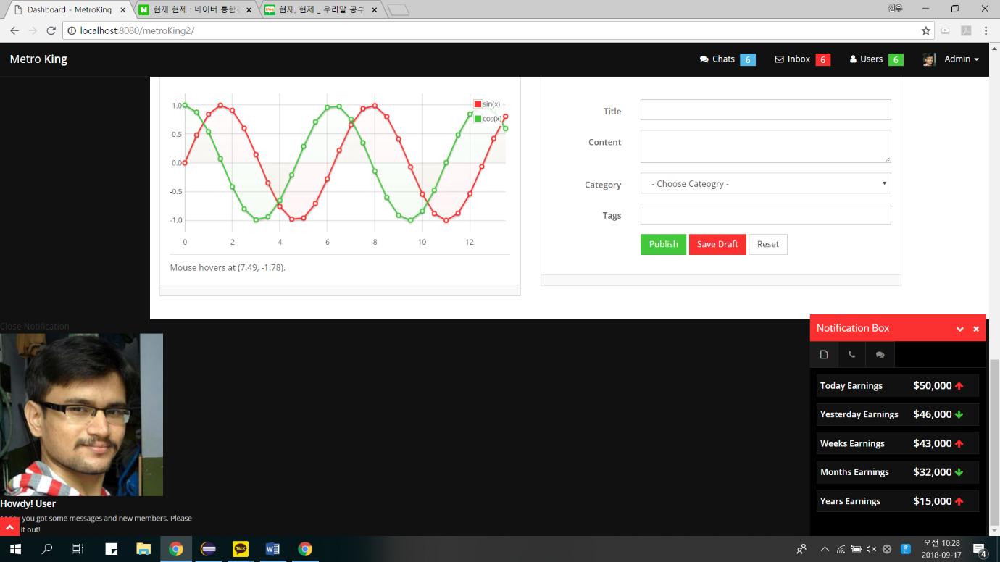 Dashboard - MetroKing
현재 현제 : 네이버 통합
현재, 현제 _ 우리말 공부
신우
localhost:8080/metroKing2/
Metro King
Chats 6
Inbox 6
Users 6
Admin
1.0
0.5
0.0
-0.5
-1.0
0 2 4 6 8 10 12
sin(x)
cos(x)
Mouse hovers at (7.49, -1.78).
Title
Content
Category - Choose Cateogry -
Tags
Publish Save Draft Reset
Close Notification
Howdy! User
you got some messages and new members. Please
it out!
Notification Box
Today Earnings $50,000
Yesterday Earnings $46,000
Weeks Earnings $43,000
Months Earnings $32,000
Years Earnings $15,000
TALK
오전 10:28
2018-09-17
4